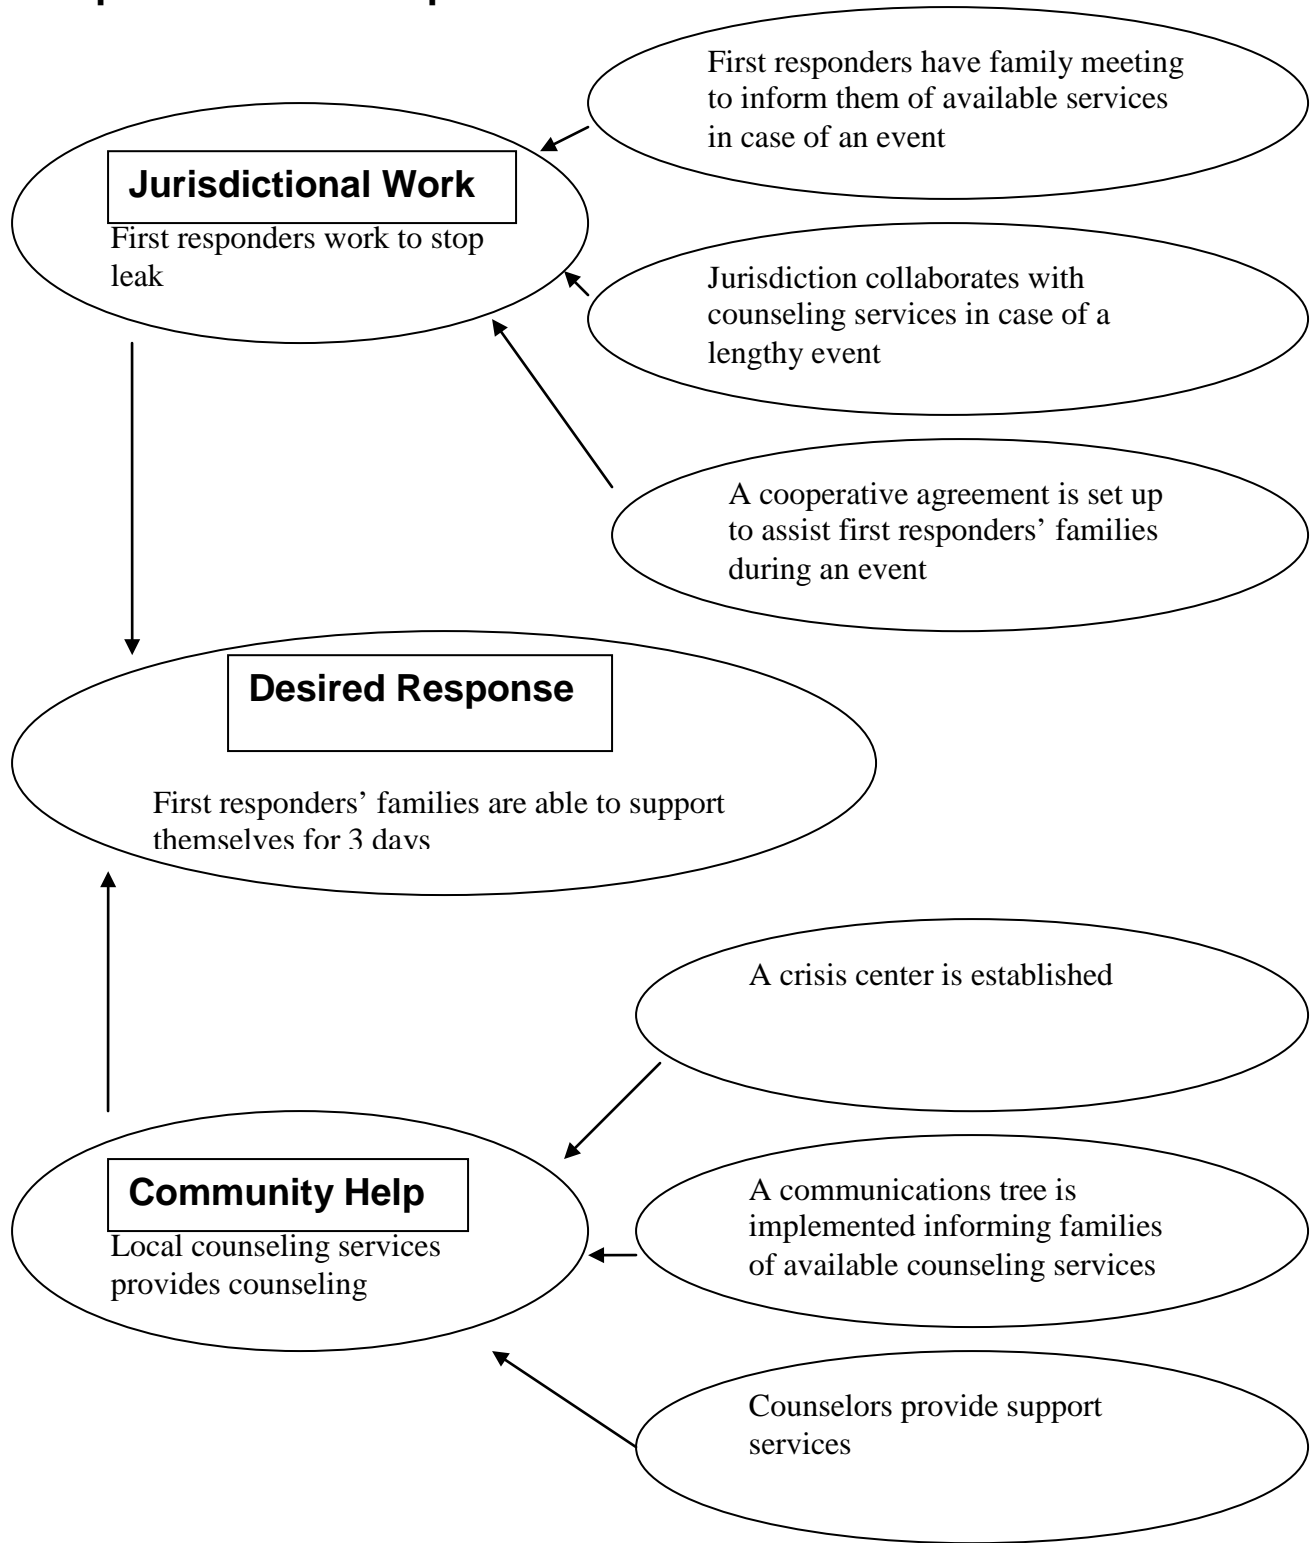 First responders have family meeting
to inform them of available services
in case of an event
Jurisdictional Work
First responders work to stop
leak
Jurisdiction collaborates with
counseling services in case of a
lengthy event
A cooperative agreement is set up
to assist first responders’ families
during an event
Desired Response
First responders’ families are able to support
themselves for 3 days
A crisis center is established
Community Help
Local counseling services
provides counseling
A communications tree is
implemented informing families
of available counseling services
Counselors provide support
services